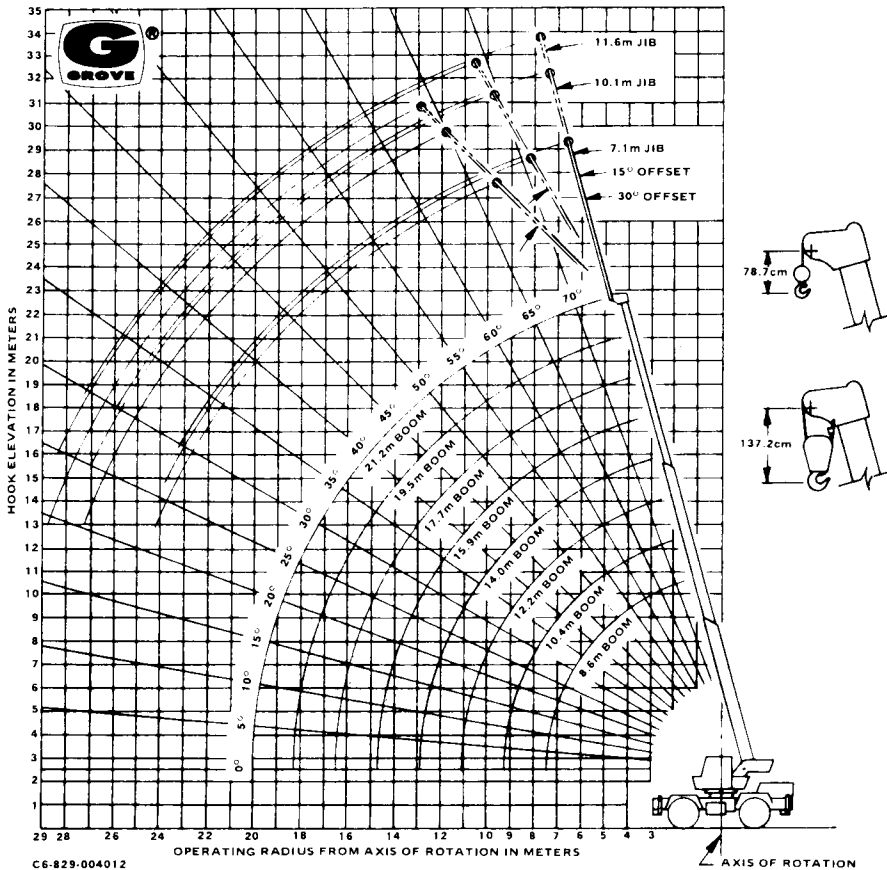 G ®
GROVE
HOOK ELEVATION IN METERS
35
34
33
32
31
30
29
28
27
26
25
24
23
22
21
20
19
18
17
16
15
14
13
12
11
10
9
8
7
6
5
4
3
2
1
11.6m JIB
10.1m JIB
7.1m JIB
15° OFFSET
30° OFFSET
70°
65°
60°
55°
50°
45°
40°
35°
30°
25°
20°
15°
10°
5°
0°
21.2m BOOM
19.5m BOOM
17.7m BOOM
15.9m BOOM
14.0m BOOM
12.2m BOOM
10.4m BOOM
8.6m BOOM
78.7cm
137.2cm
29 28 26 24 22 20 18 16 14 12 11 10 9 8 7 6 5 4 3
OPERATING RADIUS FROM AXIS OF ROTATION IN METERS
AXIS OF ROTATION
C6-829-004012